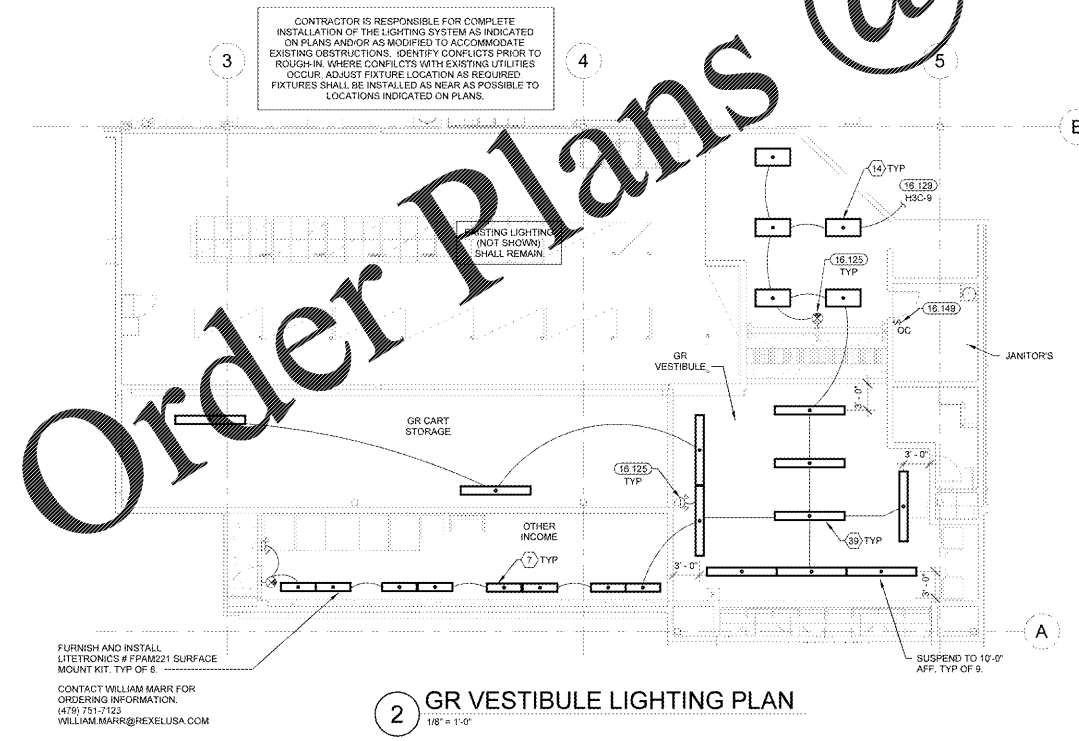 CONTRACTOR IS RESPONSIBLE FOR COMPLETE
INSTALLATION OF THE LIGHTING SYSTEM AS INDICATED
ON PLANS AND/OR AS MODIFIED TO ACCOMMODATE
EXISTING OBSTRUCTIONS. IDENTIFY CONFLICTS PRIOR TO
ROUGH-IN. WHERE CONFILCTS WITH EXISTING UTILITIES
OCCUR, ADJUST FIXTURE LOCATION AS REQUIRED.
FIXTURES SHALL BE INSTALLED AS NEAR AS POSSIBLE TO
LOCATIONS INDICATED ON PLANS.
3
4
5
Order Plans @
14 TYP
16.129
H3C-9
EXISTING LIGHTING
(NOT SHOWN)
SHALL REMAIN.
16.125
TYP
16.149
OC
JANITOR'S
GR
VESTIBULE
3' - 0"
GR CART
STORAGE
3' - 0"
16.125
TYP
OTHER
INCOME
39 TYP
7 TYP
3' - 0"
3' - 0"
A
FURNISH AND INSTALL
LITETRONICS # FPAM221 SURFACE
MOUNT KIT. TYP OF 8.
SUSPEND TO 10'-0"
AFF. TYP OF 9.
CONTACT WILLIAM MARR FOR
ORDERING INFORMATION.
(479) 751-7123
WILLIAM.MARR@REXELUSA.COM
2
GR VESTIBULE LIGHTING PLAN
1/8" = 1'-0"